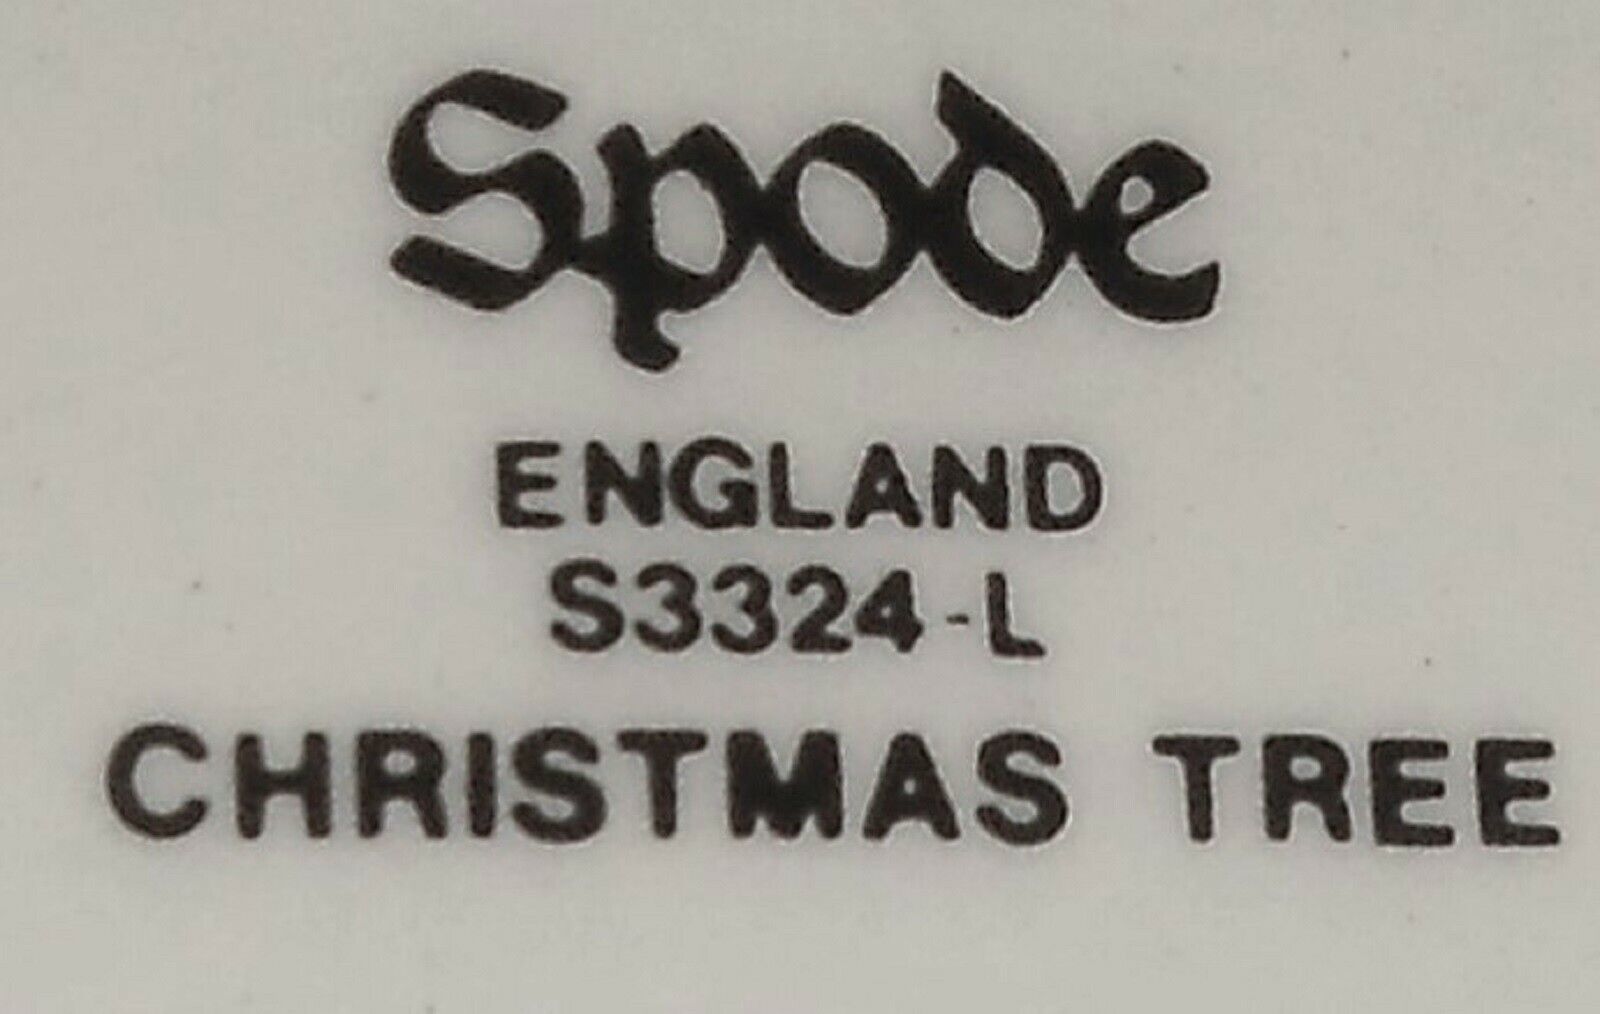 Spode
ENGLAND
S3324-L
CHRISTMAS TREE